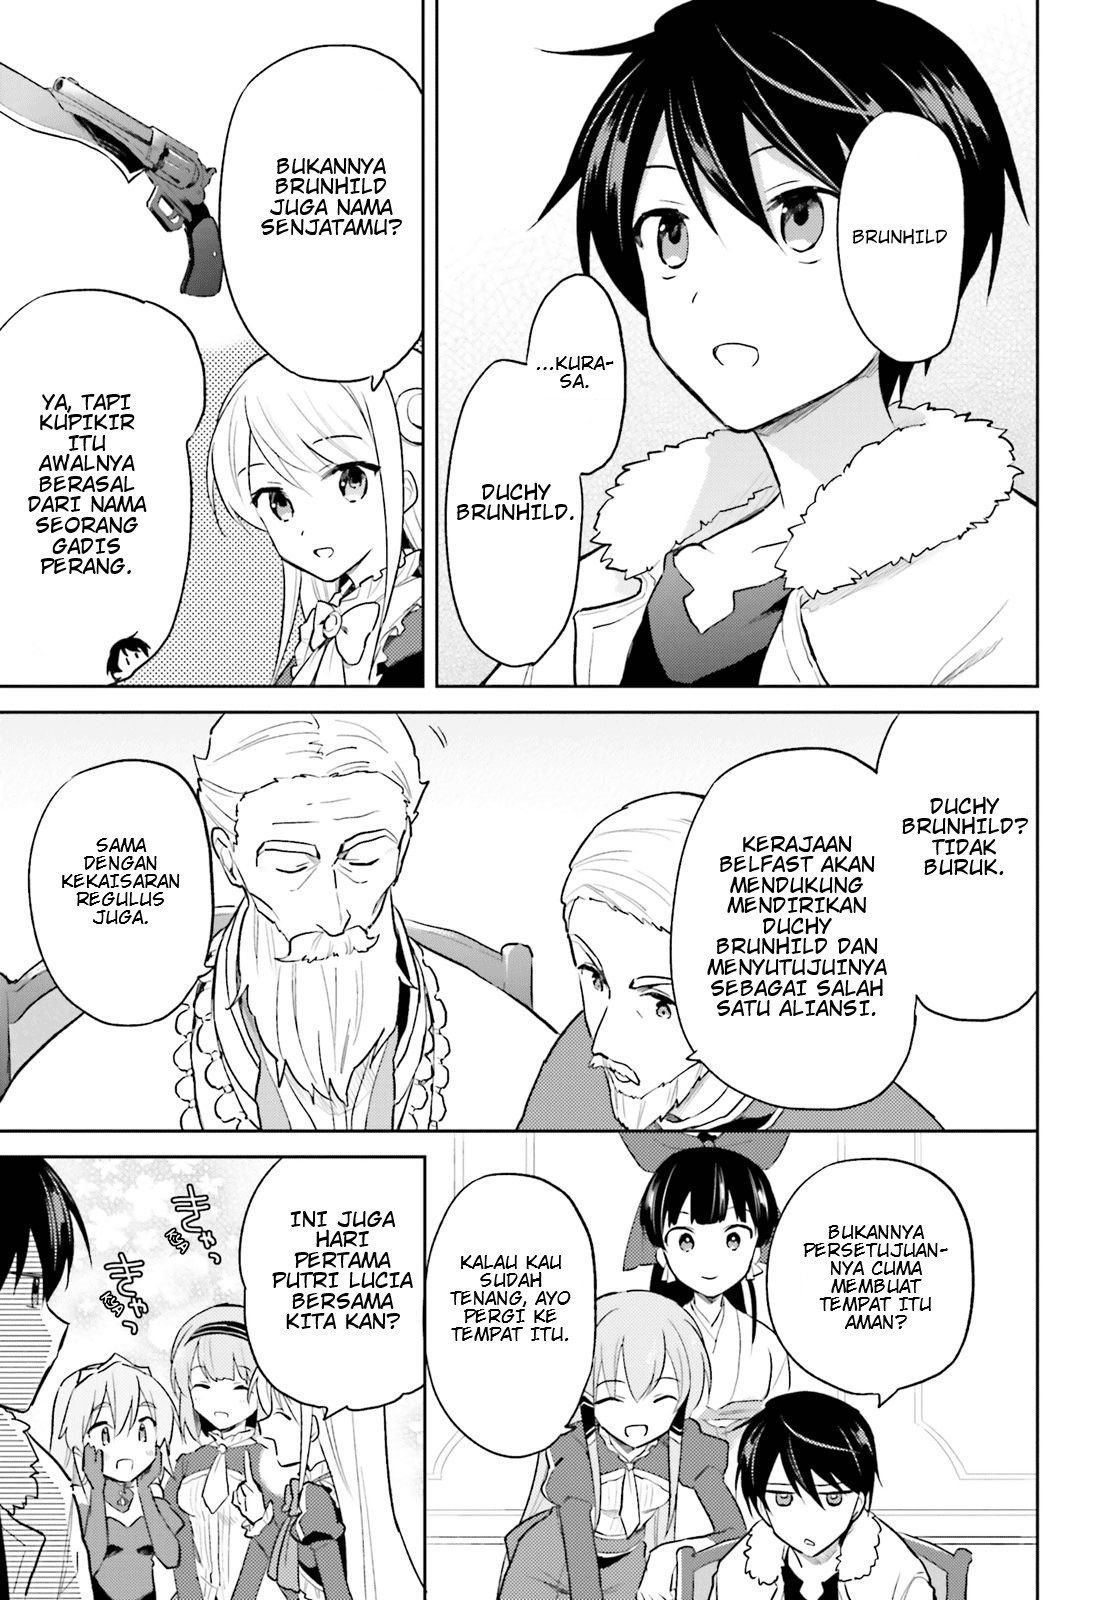 BRUNHILD
...KURA-
SA.
DUCHY
BRUNHILD.
BUKANNYA
BRUNHILD
JUGA NAMA
SENJATAMU?
YA, TAPI
KUPIKIR
ITU
AWALNYA
BERASAL
DARI NAMA
SEORANG
GADIS
PERANG.
DUCHY
BRUNHILD?
TIDAK
BURUK.
KERAJAAN
BELFAST AKAN
MENDUKUNG
MENDIRIKAN
DUCHY
BRUNHILD DAN
MENYUTUJUINYA
SEBAGAI SALAH
SATU ALIANSI.
SAMA
DENGAN
KEKAISARAN
REGULUS
JUGA.
BUKANNYA
PERSETUJUAN-
NYA CUMA
MEMBUAT
TEMPAT ITU
AMAN?
KALAU KAU
SUDAH
TENANG, AYO
PERGI KE
TEMPAT ITU.
INI JUGA
HARI
PERTAMA
PUTRI LUCIA
BERSAMA
KITA KAN?
きゃっ
KYA
きゃっ
KYA